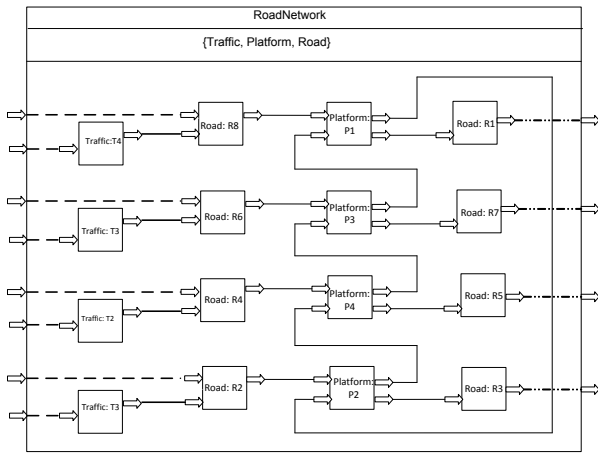 RoadNetwork
{Traffic, Platform, Road}
Traffic:T4
Road: R8
Platform:
P1
Road: R1
Traffic: T3
Road: R6
Platform:
P3
Road: R7
Traffic: T2
Road: R4
Platform:
P4
Road: R5
Traffic: T3
Road: R2
Platform:
P2
Road: R3